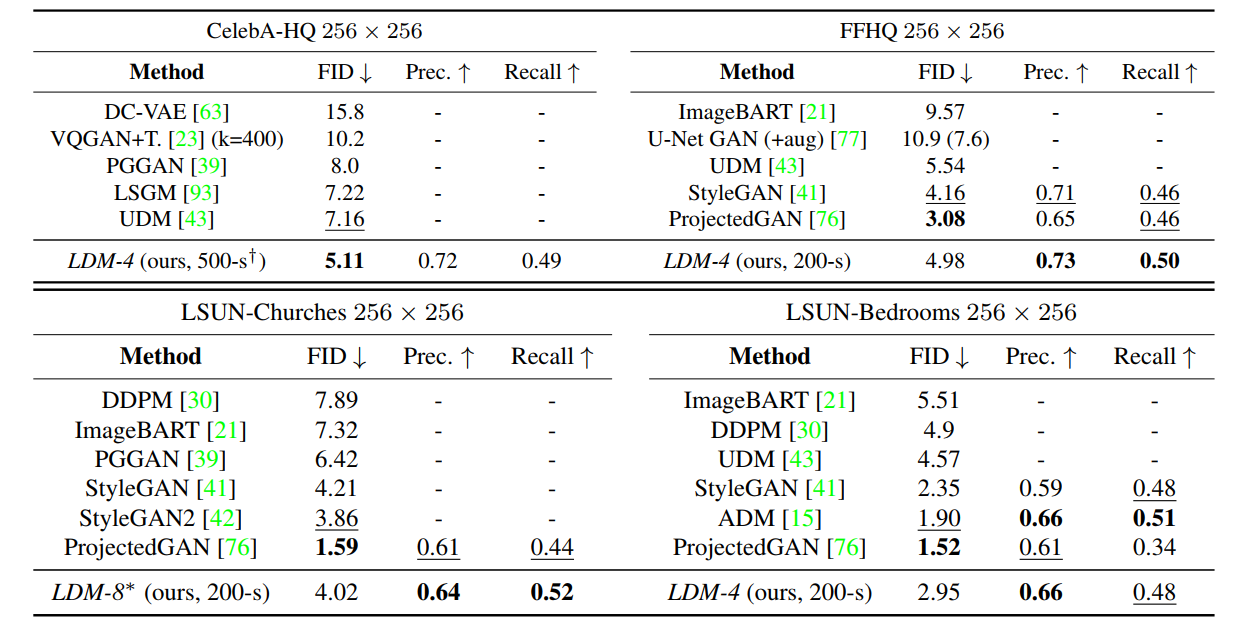 CelebA-HQ 256 × 256
Method FID ↓ Prec. ↑ Recall ↑
DC-VAE [63] 15.8 - -
VQGAN+T. [23] (k=400) 10.2 - -
PGGAN [39] 8.0 - -
LSGM [93] 7.22 - -
UDM [43] 7.16 - -
LDM-4 (ours, 500-s†) 5.11 0.72 0.49
FFHQ 256 × 256
Method FID ↓ Prec. ↑ Recall ↑
ImageBART [21] 9.57 - -
U-Net GAN (+aug) [77] 10.9 (7.6) - -
UDM [43] 5.54 - -
StyleGAN [41] 4.16 0.71 0.46
ProjectedGAN [76] 3.08 0.65 0.46
LDM-4 (ours, 200-s) 4.98 0.73 0.50
LSUN-Churches 256 × 256
Method FID ↓ Prec. ↑ Recall ↑
DDPM [30] 7.89 - -
ImageBART [21] 7.32 - -
PGGAN [39] 6.42 - -
StyleGAN [41] 4.21 - -
StyleGAN2 [42] 3.86 - -
ProjectedGAN [76] 1.59 0.61 0.44
LDM-8* (ours, 200-s) 4.02 0.64 0.52
LSUN-Bedrooms 256 × 256
Method FID ↓ Prec. ↑ Recall ↑
ImageBART [21] 5.51 - -
DDPM [30] 4.9 - -
UDM [43] 4.57 - -
StyleGAN [41] 2.35 0.59 0.48
ADM [15] 1.90 0.66 0.51
ProjectedGAN [76] 1.52 0.61 0.34
LDM-4 (ours, 200-s) 2.95 0.66 0.48